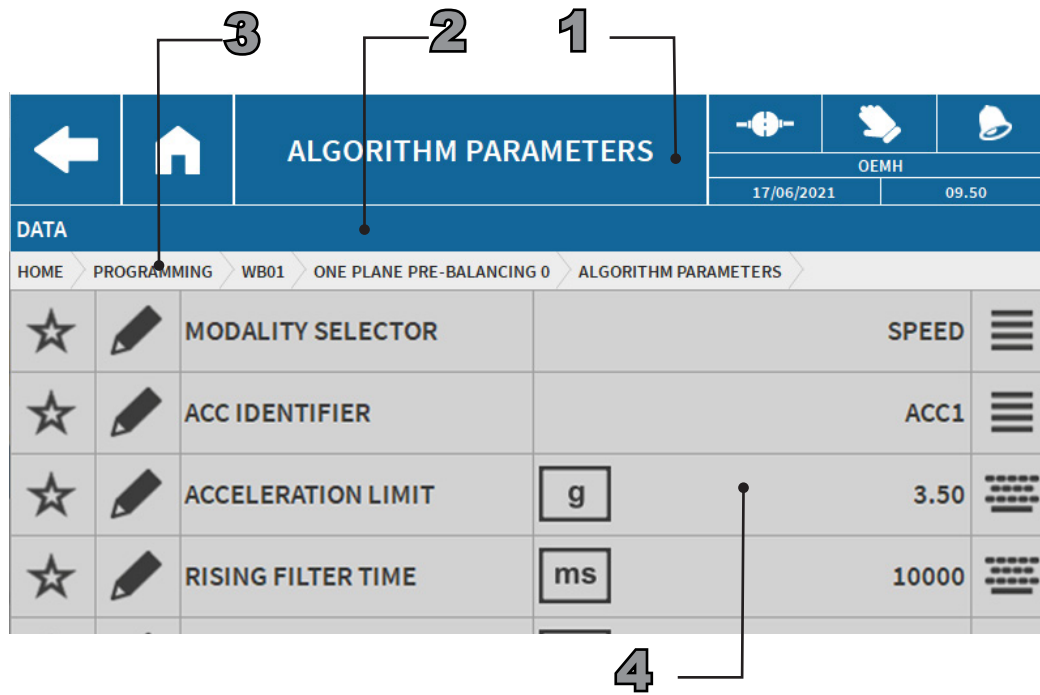 3 2 1
ALGORITHM PARAMETERS
OEMH
17/06/2021 09.50
DATA
HOME PROGRAMMING WB01 ONE PLANE PRE-BALANCING 0 ALGORITHM PARAMETERS
MODALITY SELECTOR SPEED
ACC IDENTIFIER ACC1
ACCELERATION LIMIT g 3.50
RISING FILTER TIME ms 10000
4